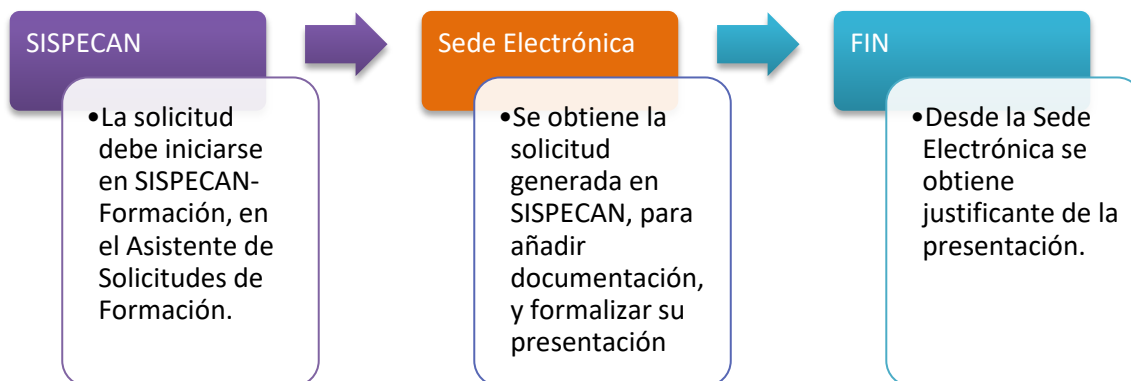 SISPECAN
•La solicitud
debe iniciarse
en SISPECAN-
Formación, en
el Asistente de
Solicitudes de
Formación.
Sede Electrónica
•Se obtiene la
solicitud
generada en
SISPECAN, para
añadir
documentación,
y formalizar su
presentación
FIN
•Desde la Sede
Electrónica se
obtiene
justificante de la
presentación.